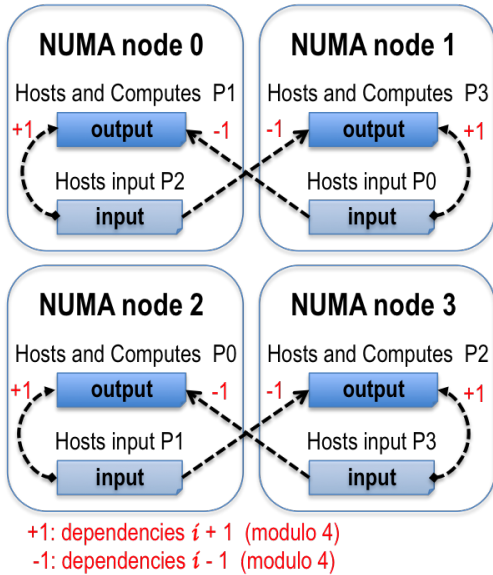 NUMA node 0
Hosts and Computes P1
+1 output -1
Hosts input P2
input
NUMA node 1
Hosts and Computes P3
-1 output +1
Hosts input P0
input
NUMA node 2
Hosts and Computes P0
+1 output -1
Hosts input P1
input
NUMA node 3
Hosts and Computes P2
-1 output +1
Hosts input P3
input
+1: dependencies i + 1 (modulo 4)
-1: dependencies i - 1 (modulo 4)